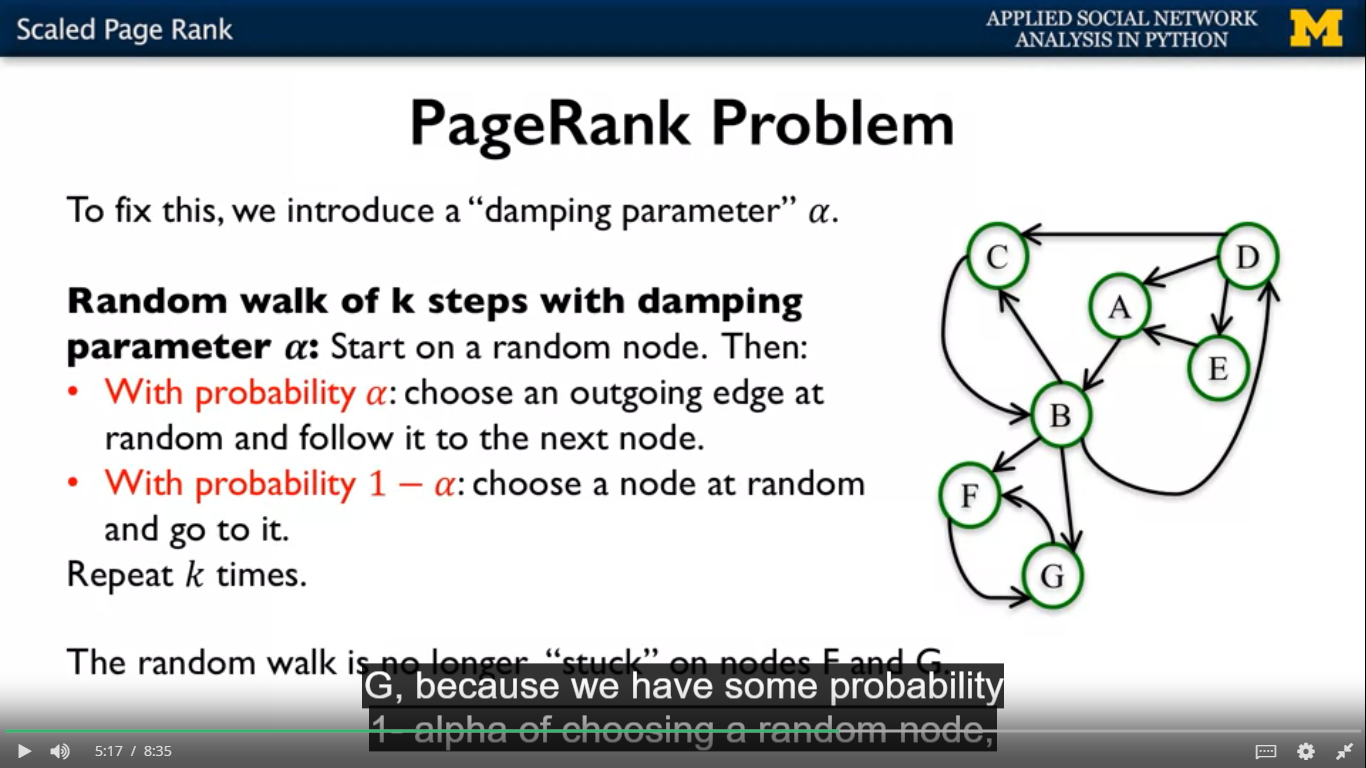 Scaled Page Rank
APPLIED SOCIAL NETWORK
ANALYSIS IN PYTHON
M
PageRank Problem
To fix this, we introduce a “damping parameter” α.
Random walk of k steps with damping
parameter α: Start on a random node. Then:
• With probability α: choose an outgoing edge at
random and follow it to the next node.
• With probability 1 − α: choose a node at random
and go to it.
Repeat k times.
The random walk is no longer “stuck” on nodes F and G.
C
D
A
E
B
F
G
G, because we have some probability
1- alpha of choosing a random node,
5:17 / 8:35